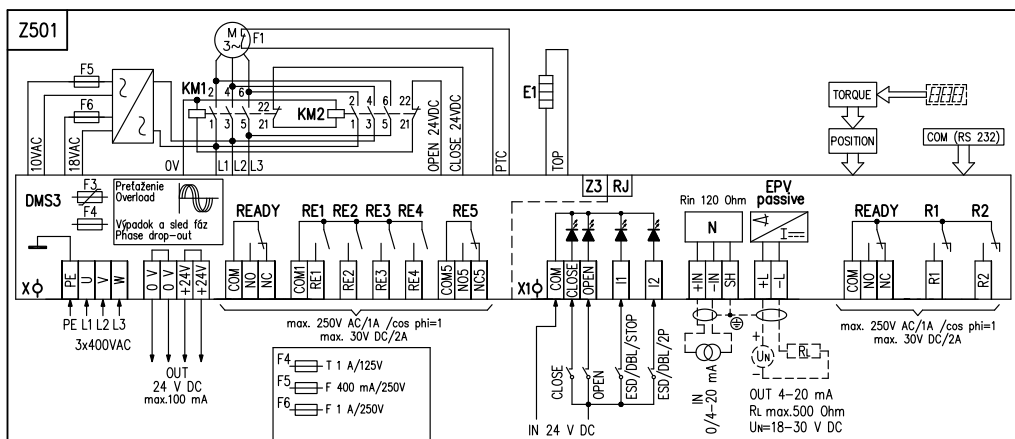 Z501
M
3~
F1
F5
F6
KM1
2 4 6 22
1 3 5 21
KM2
2 4 6 22
1 3 5 21
E1
TORQUE
POSITION
COM (RS 232)
10VAC
18VAC
0V
L1 L2 L3
OPEN 24VDC
CLOSE 24VDC
PTC
TOP
DMS3
F3
F4
Preťaženie
Overload
Výpadok a sled fáz
Phase drop-out
READY
RE1 RE2 RE3 RE4
RE5
Z3 RJ
Rin 120 Ohm
N
EPV
passive
READY
R1
R2
X
PE
U
V
W
0 V
0 V
+24V
+24V
COM
NO
NC
COM1
RE1
RE2
RE3
RE4
COM5
NO5
NC5
X1
COM
CLOSE
OPEN
I1
I2
+IN
-IN
SH
+L
-L
COM
NO
NC
R1
R2
PE L1 L2 L3
3x400VAC
OUT
24 V DC
max.100 mA
max. 250V AC/1A /cos phi=1
max. 30V DC/2A
F4 T 1 A/125V
F5 F 400 mA/250V
F6 F 1 A/250V
CLOSE
OPEN
ESD/DBL/STOP
ESD/DBL/2P
IN 24 V DC
IN
0/4-20 mA
+
UN
-
RL
OUT 4-20 mA
RL max.500 Ohm
UN=18-30 V DC
max. 250V AC/1A /cos phi=1
max. 30V DC/2A